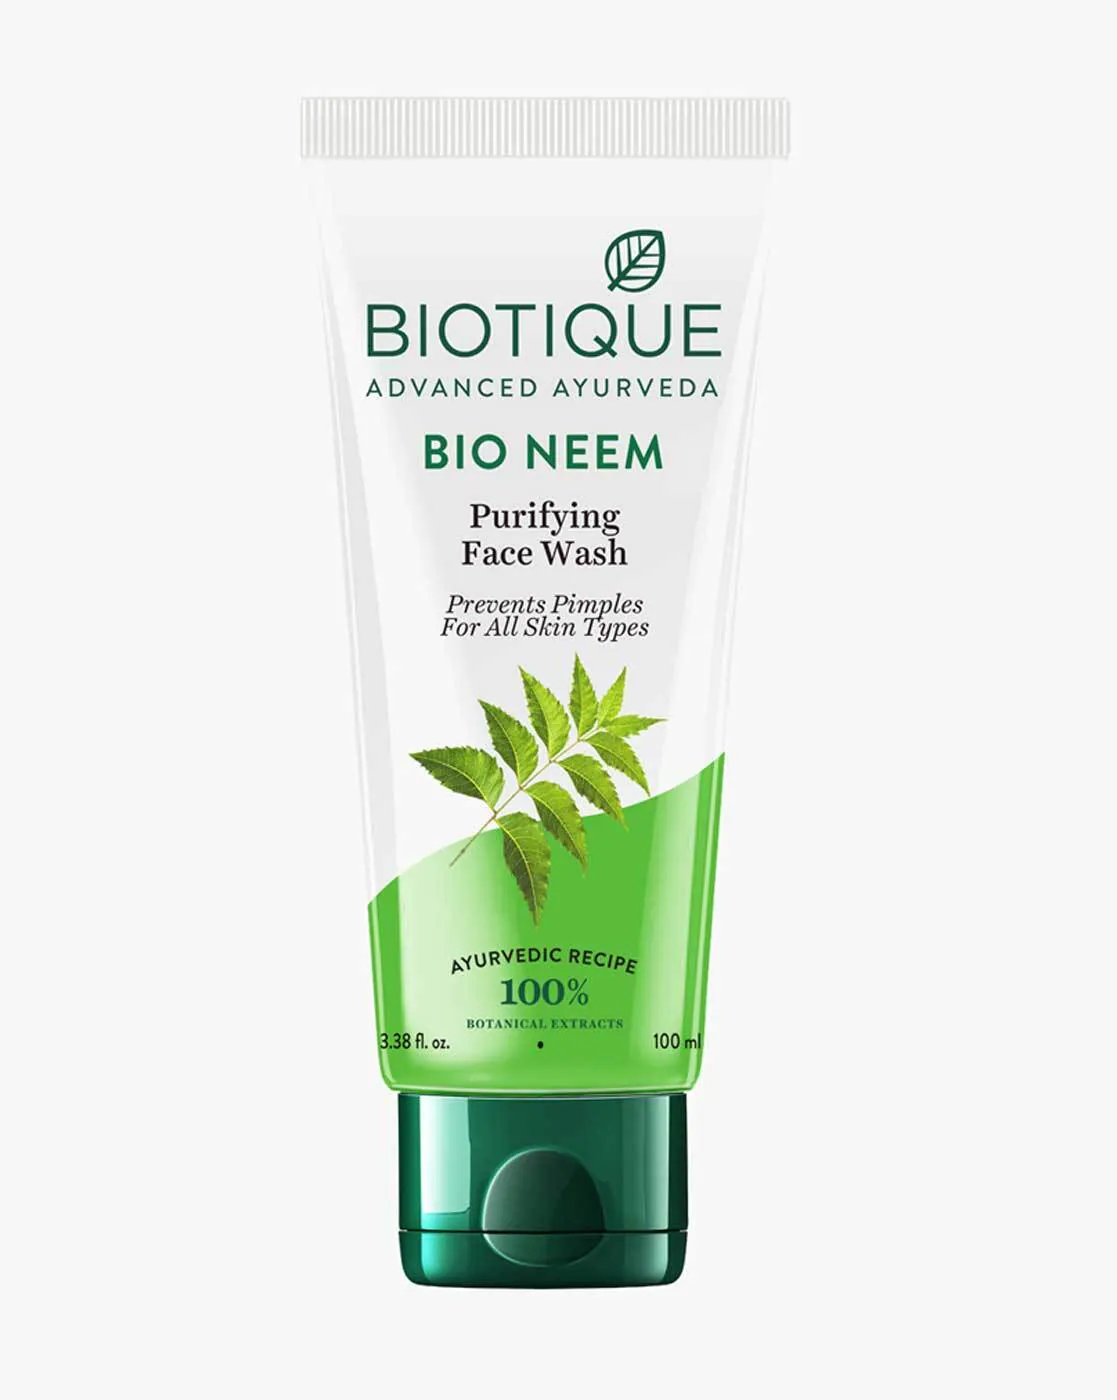 BIOTIQUE
ADVANCED AYURVEDA
BIO NEEM
Purifying
Face Wash
Prevents Pimples
For All Skin Types
AYURVEDIC RECIPE
100%
BOTANICAL EXTRACTS
3.38 fl. oz. • 100 ml